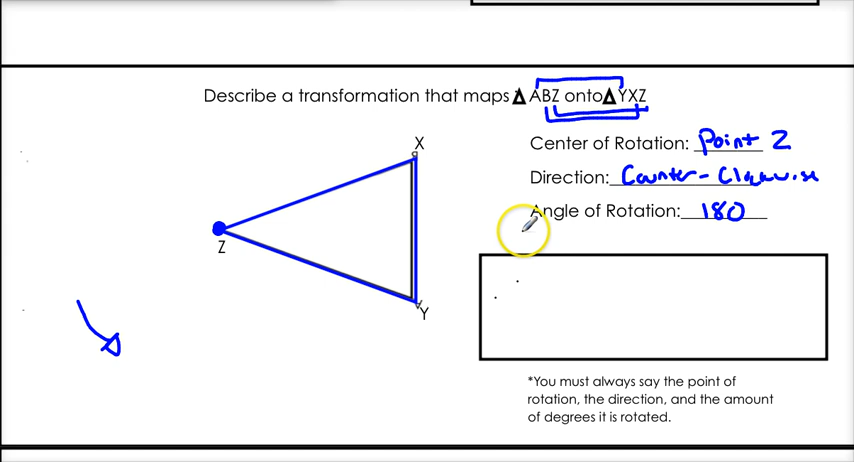 Describe a transformation that maps Δ ABZ onto Δ YXZ
Center of Rotation: Point Z
Direction: Counter-Clockwise
Angle of Rotation: 180
X
Z
Y
*You must always say the point of
rotation, the direction, and the amount
of degrees it is rotated.